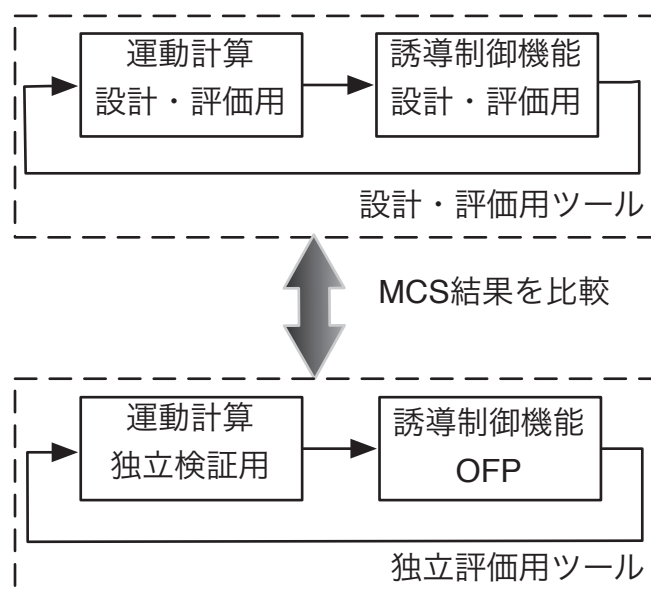 運動計算
設計・評価用
誘導制御機能
設計・評価用
設計・評価用ツール
MCS結果を比較
運動計算
独立検証用
誘導制御機能
OFP
独立評価用ツール